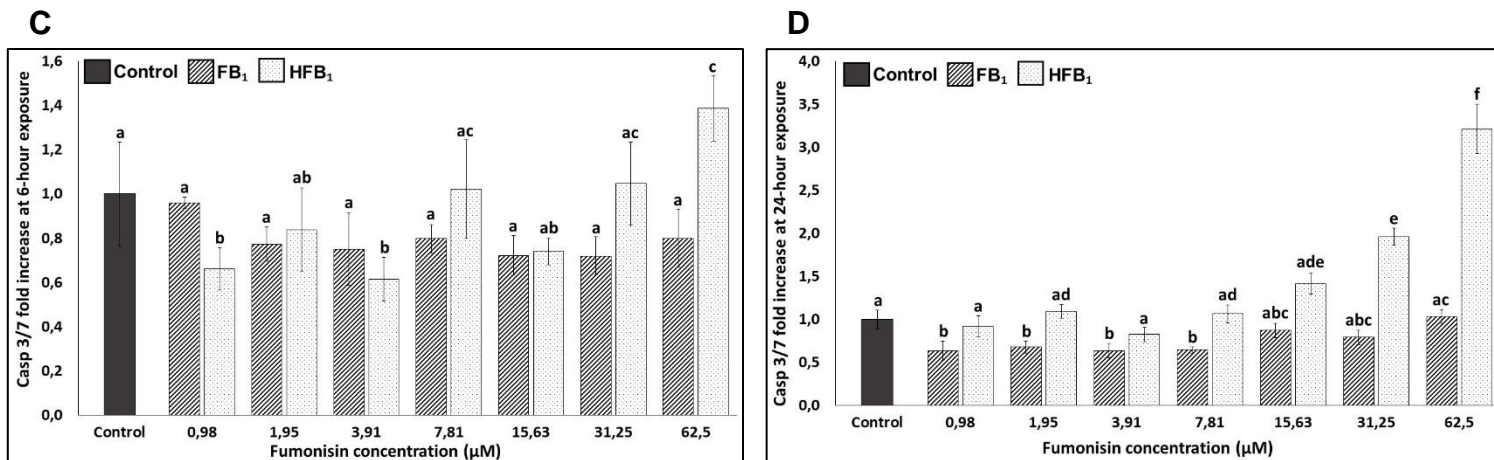 C
Casp 3/7 fold increase at 6-hour exposure
1,6
1,4
1,2
1,0
0,8
0,6
0,4
0,2
0,0
Control FB₁ HFB₁
a a b a ab a b a ac a ab a ac a c
Control 0,98 1,95 3,91 7,81 15,63 31,25 62,5
Fumonisin concentration (µM)
D
Casp 3/7 fold increase at 24-hour exposure
4,0
3,5
3,0
2,5
2,0
1,5
1,0
0,5
0,0
Control FB₁ HFB₁
a b a b ad b a b ad abc ade abc e ac f
Control 0,98 1,95 3,91 7,81 15,63 31,25 62,5
Fumonisin concentration (µM)